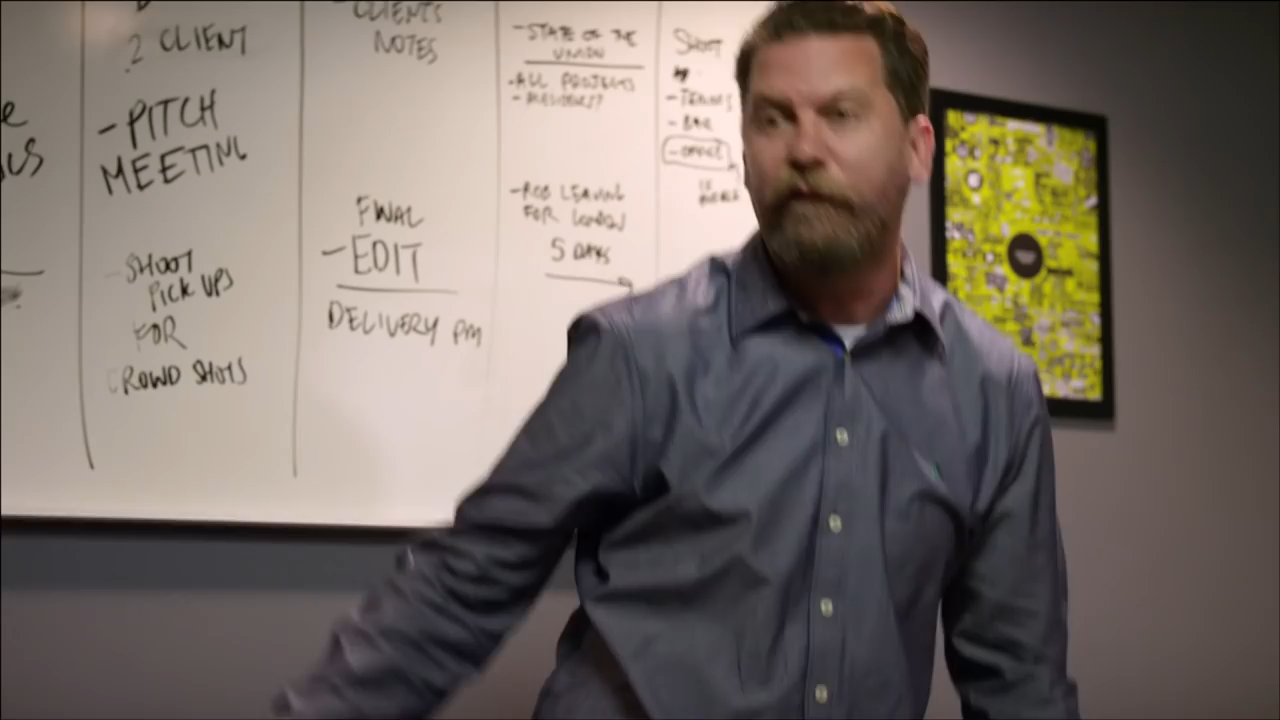 2 CLIENT
- PITCH
MEETING
- SHOOT
PICK UPS
FOR
CROWD SHOTS
CLIENTS
NOTES
FINAL
- EDIT
DELIVERY PM
- STATE OF THE
UNION
- ALL PROJECTS
- ROB LEAVING
FOR LONDON
5 DAYS
SHOOT
- BAR
- OFFICE